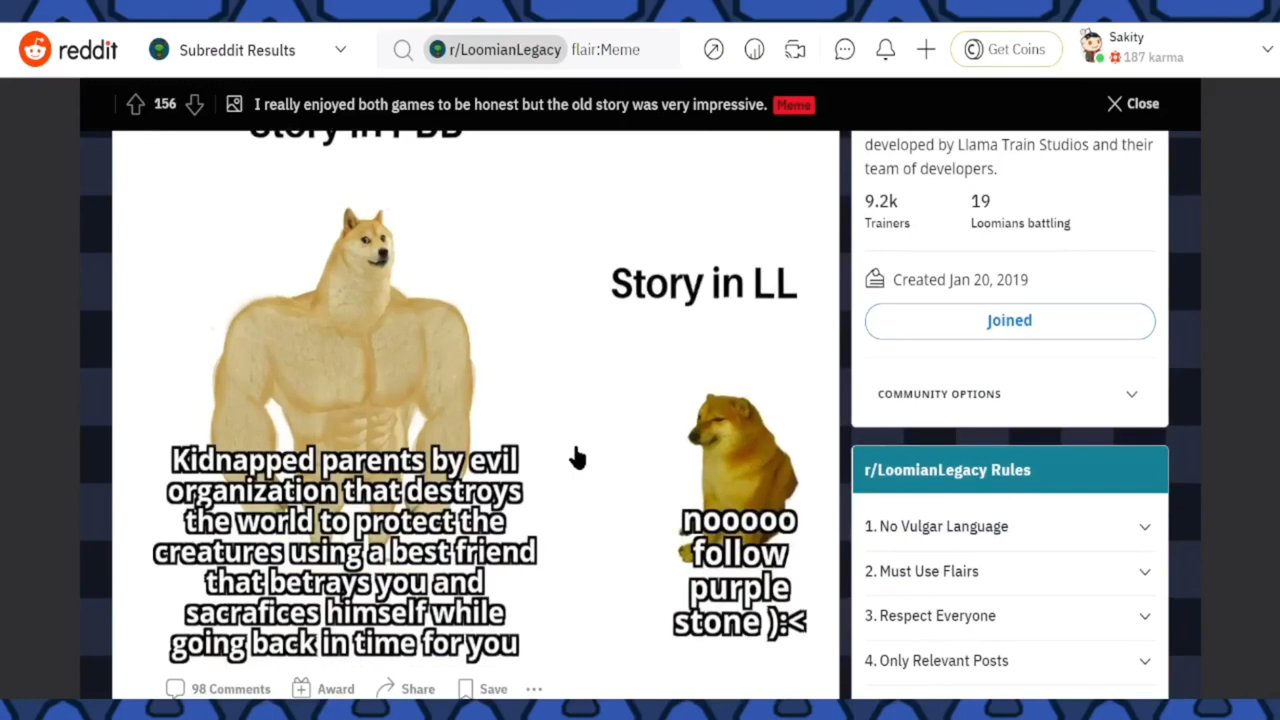 reddit
Subreddit Results
r/LoomianLegacy flair:Meme
Get Coins
Sakity
187 karma
156
I really enjoyed both games to be honest but the old story was very impressive. Meme
Close
Story in PBB
developed by Llama Train Studios and their
team of developers.
9.2k
Trainers
19
Loomians battling
Created Jan 20, 2019
Joined
COMMUNITY OPTIONS
r/LoomianLegacy Rules
1. No Vulgar Language
2. Must Use Flairs
3. Respect Everyone
4. Only Relevant Posts
Story in LL
Kidnapped parents by evil
organization that destroys
the world to protect the
creatures using a best friend
that betrays you and
sacrafices himself while
going back in time for you
nooooo
follow
purple
stone ):<
98 Comments
Award
Share
Save